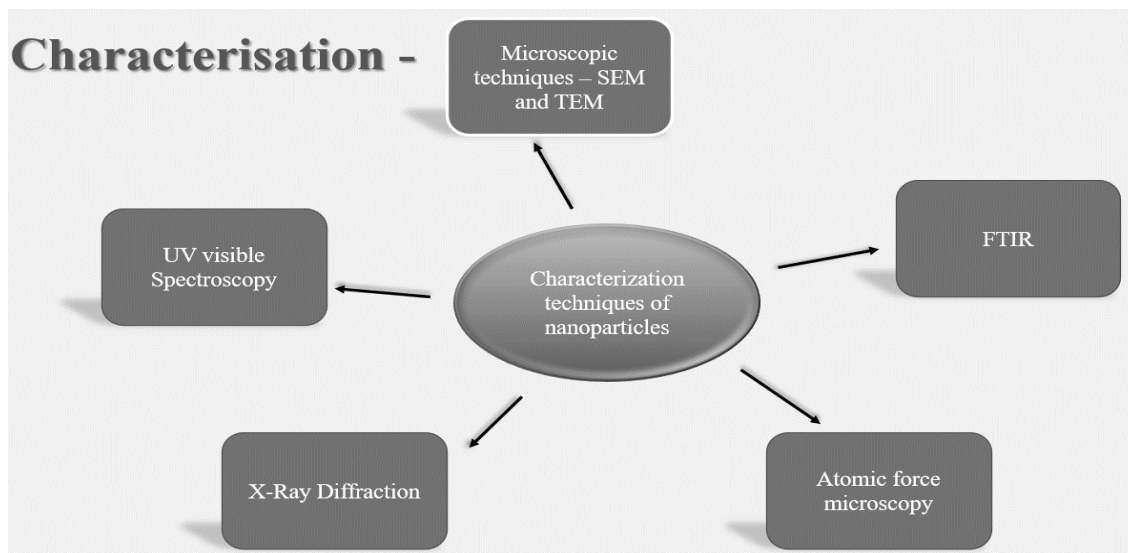 Characterisation -
Microscopic
techniques – SEM
and TEM
UV visible
Spectroscopy
FTIR
Characterization
techniques of
nanoparticles
X-Ray Diffraction
Atomic force
microscopy